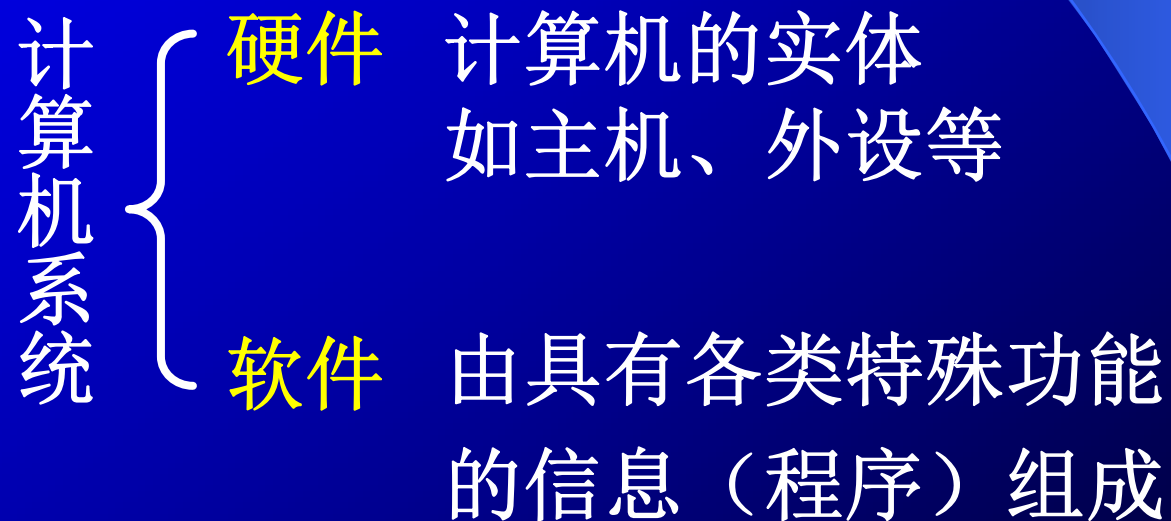 计算机系统
硬件 计算机的实体
如主机、外设等
软件 由具有各类特殊功能
的信息（程序）组成